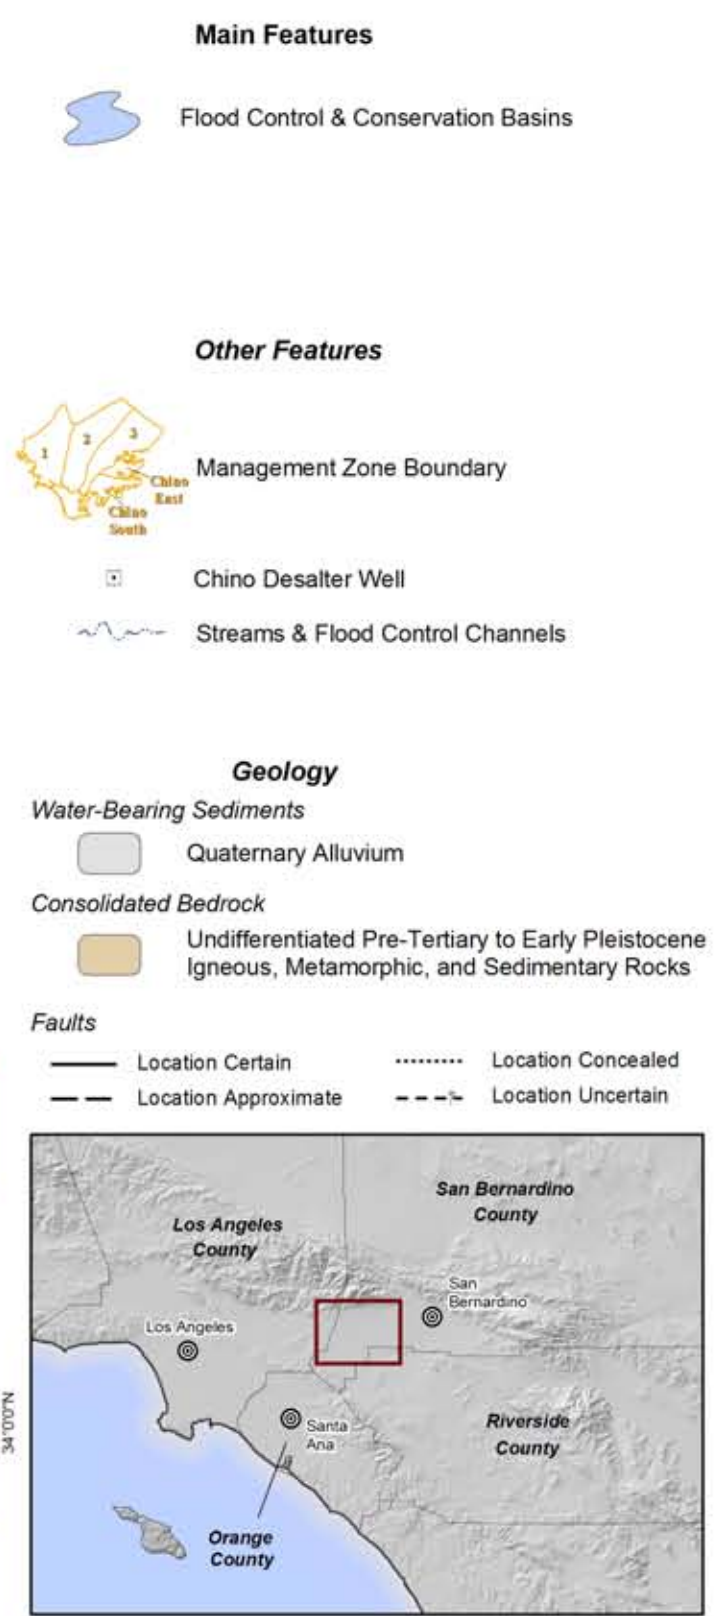 Main Features
Flood Control & Conservation Basins
Other Features
1
2
3
Chino
East
Chino
South
Management Zone Boundary
Chino Desalter Well
Streams & Flood Control Channels
Geology
Water-Bearing Sediments
Quaternary Alluvium
Consolidated Bedrock
Undifferentiated Pre-Tertiary to Early Pleistocene
Igneous, Metamorphic, and Sedimentary Rocks
Faults
Location Certain
Location Concealed
Location Approximate
?
Location Uncertain
San Bernardino
County
Los Angeles
County
San
Bernardino
Los Angeles
34°0'0"N
Santa
Ana
Riverside
County
Orange
County